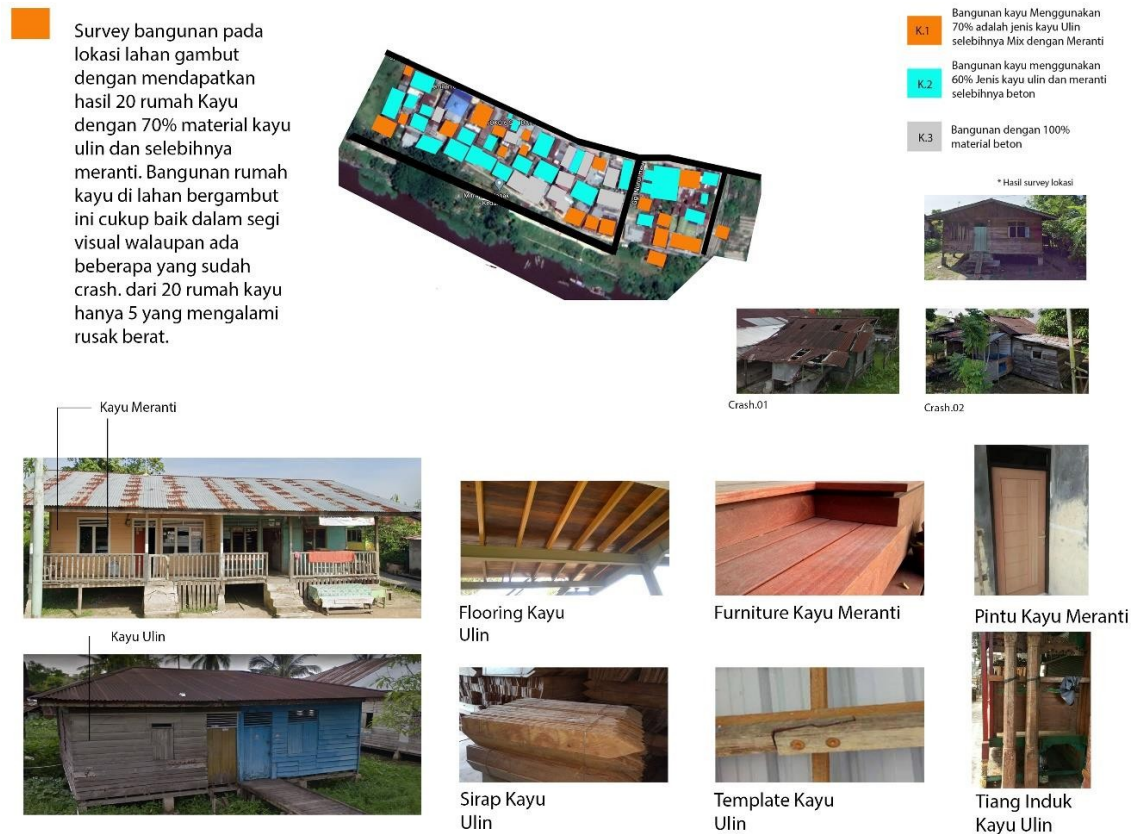 Survey bangunan pada
lokasi lahan gambut
dengan mendapatkan
hasil 20 rumah Kayu
dengan 70% material kayu
ulin dan selebihnya
meranti. Bangunan rumah
kayu di lahan bergambut
ini cukup baik dalam segi
visual walaupan ada
beberapa yang sudah
crash. dari 20 rumah kayu
hanya 5 yang mengalami
rusak berat.
K.1
Bangunan kayu Menggunakan
70% adalah jenis kayu Ulin
selebihnya Mix dengan Meranti
K.2
Bangunan kayu menggunakan
60% Jenis kayu ulin dan meranti
selebihnya beton
K.3
Bangunan dengan 100%
material beton
* Hasil survey lokasi
Crash.01
Crash.02
Kayu Meranti
Kayu Ulin
Flooring Kayu
Ulin
Furniture Kayu Meranti
Pintu Kayu Meranti
Sirap Kayu
Ulin
Template Kayu
Ulin
Tiang Induk
Kayu Ulin